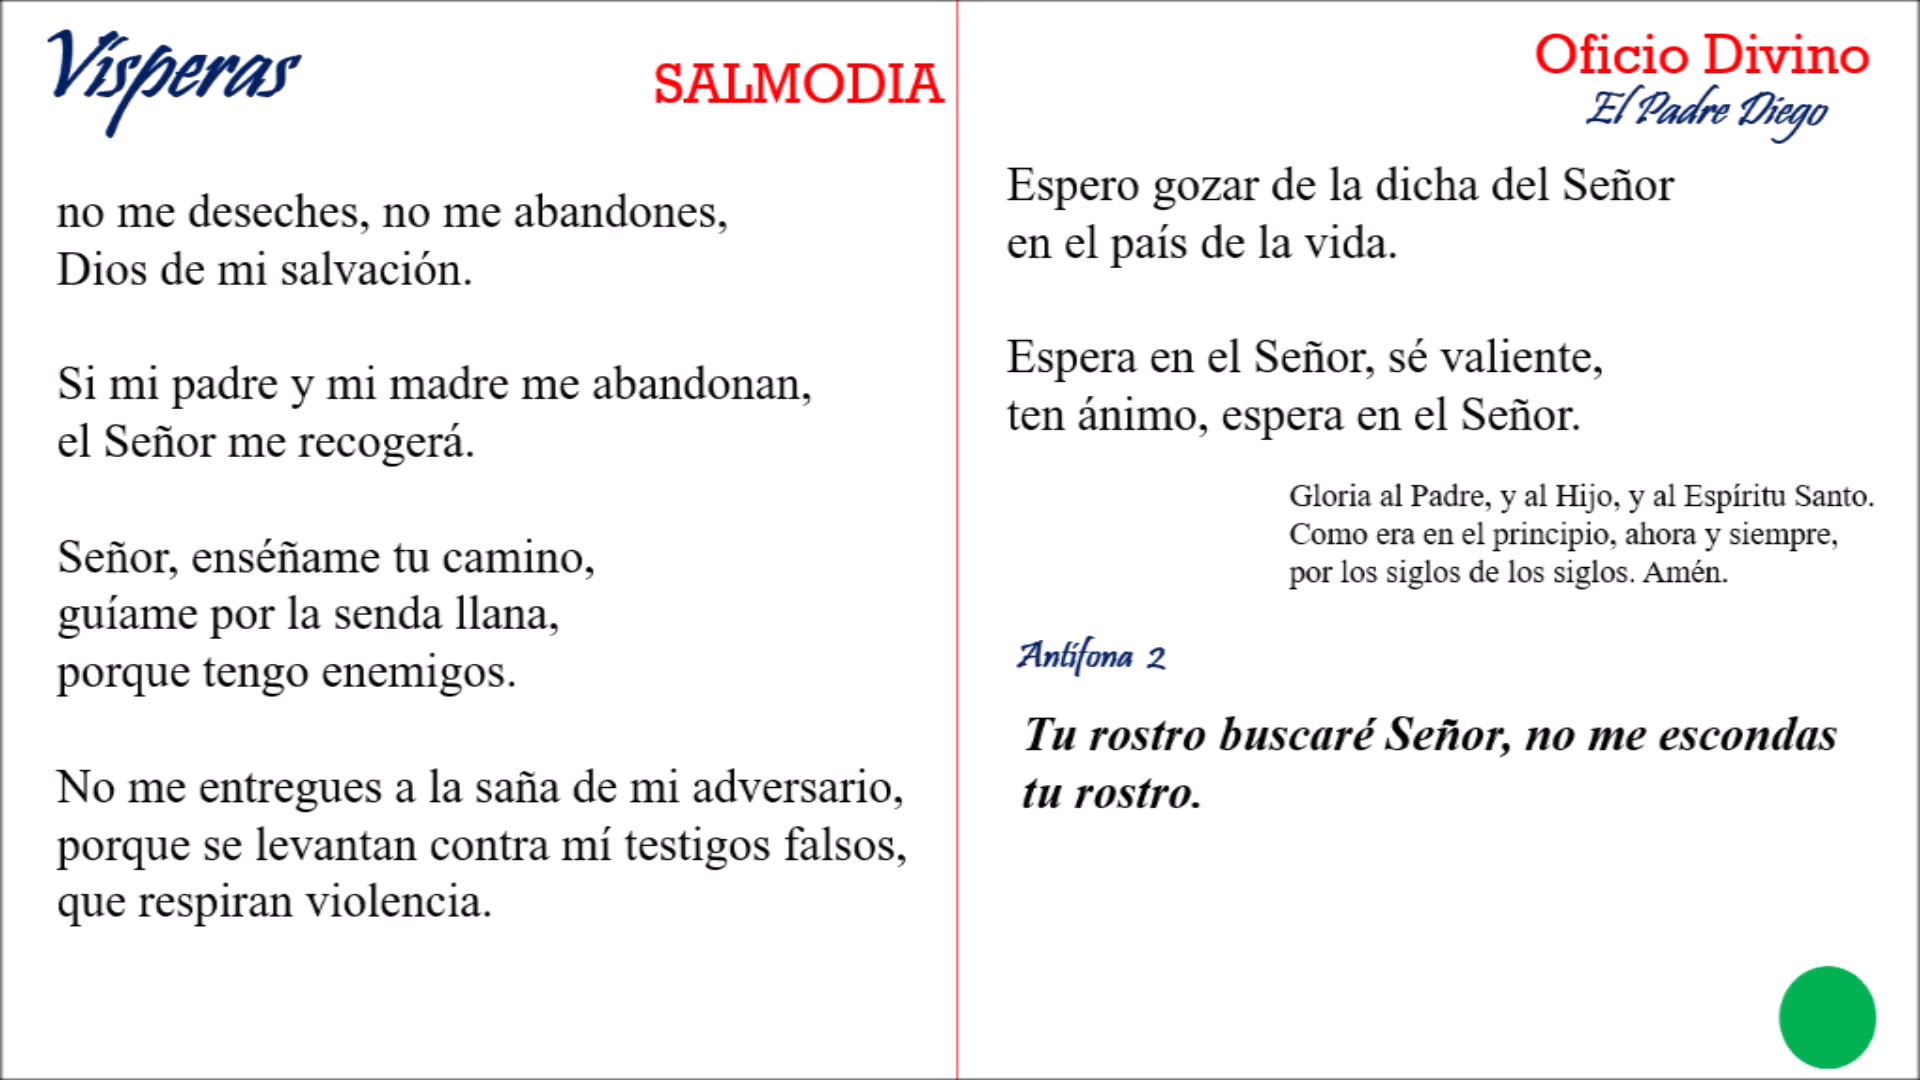 Vísperas
SALMODIA
no me deseches, no me abandones,
Dios de mi salvación.
Si mi padre y mi madre me abandonan,
el Señor me recogerá.
Señor, enséñame tu camino,
guíame por la senda llana,
porque tengo enemigos.
No me entregues a la saña de mi adversario,
porque se levantan contra mí testigos falsos,
que respiran violencia.
Oficio Divino
El Padre Diego
Espero gozar de la dicha del Señor
en el país de la vida.
Espera en el Señor, sé valiente,
ten ánimo, espera en el Señor.
Gloria al Padre, y al Hijo, y al Espíritu Santo.
Como era en el principio, ahora y siempre,
por los siglos de los siglos. Amén.
Antífona 2
Tu rostro buscaré Señor, no me escondas
tu rostro.